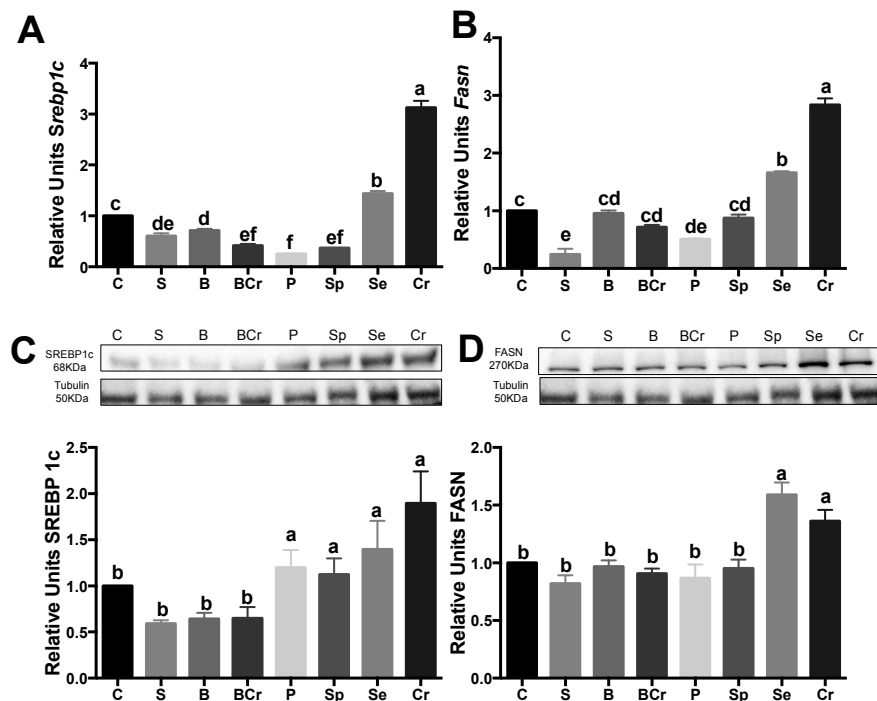 A
Relative Units Srebp1c
4
3
2
1
0
c
de
d
ef
f
ef
b
a
C S B BCr P Sp Se Cr
B
Relative Units Fasn
4
3
2
1
0
c
e
cd
cd
de
cd
b
a
C S B BCr P Sp Se Cr
C
C S B BCr P Sp Se Cr
SREBP1c
68KDa
Tubulin
50KDa
Relative Units SREBP 1c
2.5
2.0
1.5
1.0
0.5
0.0
b
b
b
b
a
a
a
a
C S B BCr P Sp Se Cr
D
C S B BCr P Sp Se Cr
FASN
270KDa
Tubulin
50KDa
Relative Units FASN
2.0
1.5
1.0
0.5
0.0
b
b
b
b
b
b
a
a
C S B BCr P Sp Se Cr